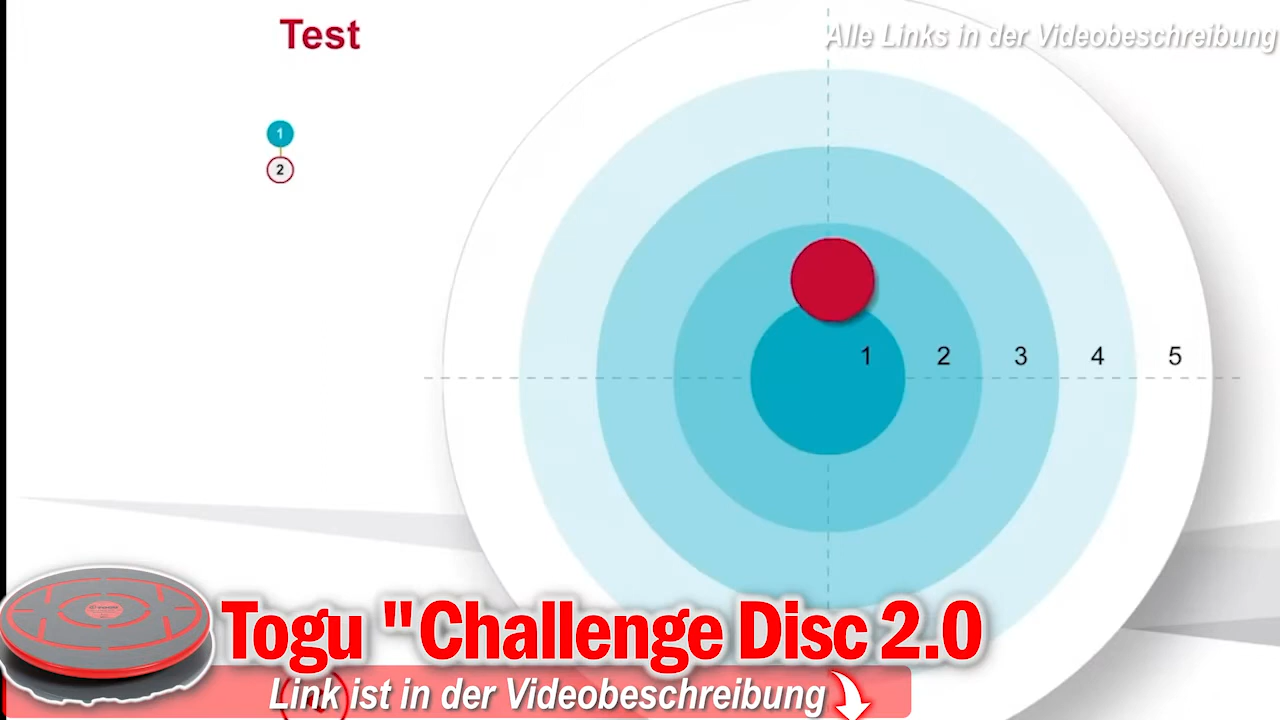 Test
Alle Links in der Videobeschreibung
1
2
1 2 3 4 5
Togu "Challenge Disc 2.0
Link ist in der Videobeschreibung